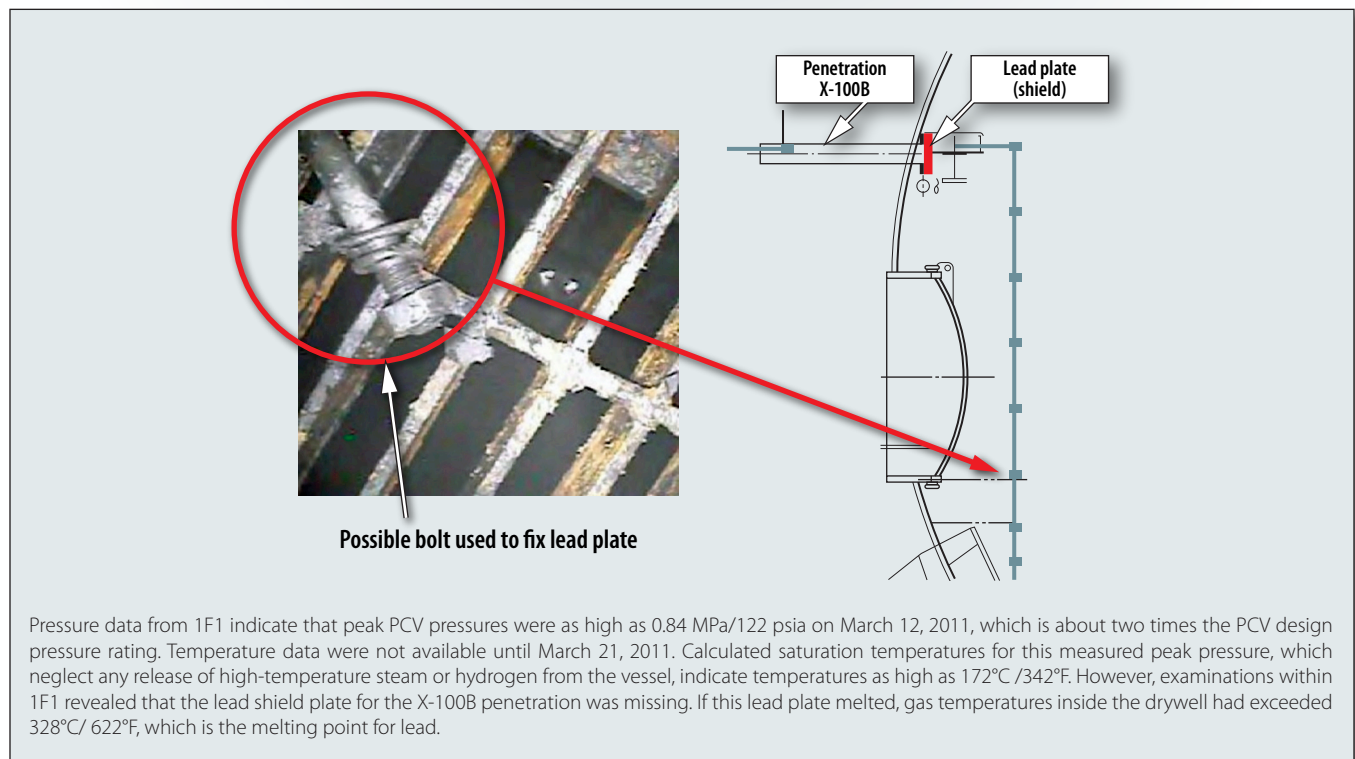 Penetration
X-100B
Lead plate
(shield)
Possible bolt used to fix lead plate
Pressure data from 1F1 indicate that peak PCV pressures were as high as 0.84 MPa/122 psia on March 12, 2011, which is about two times the PCV design
pressure rating. Temperature data were not available until March 21, 2011. Calculated saturation temperatures for this measured peak pressure, which
neglect any release of high-temperature steam or hydrogen from the vessel, indicate temperatures as high as 172°C /342°F. However, examinations within
1F1 revealed that the lead shield plate for the X-100B penetration was missing. If this lead plate melted, gas temperatures inside the drywell had exceeded
328°C/ 622°F, which is the melting point for lead.